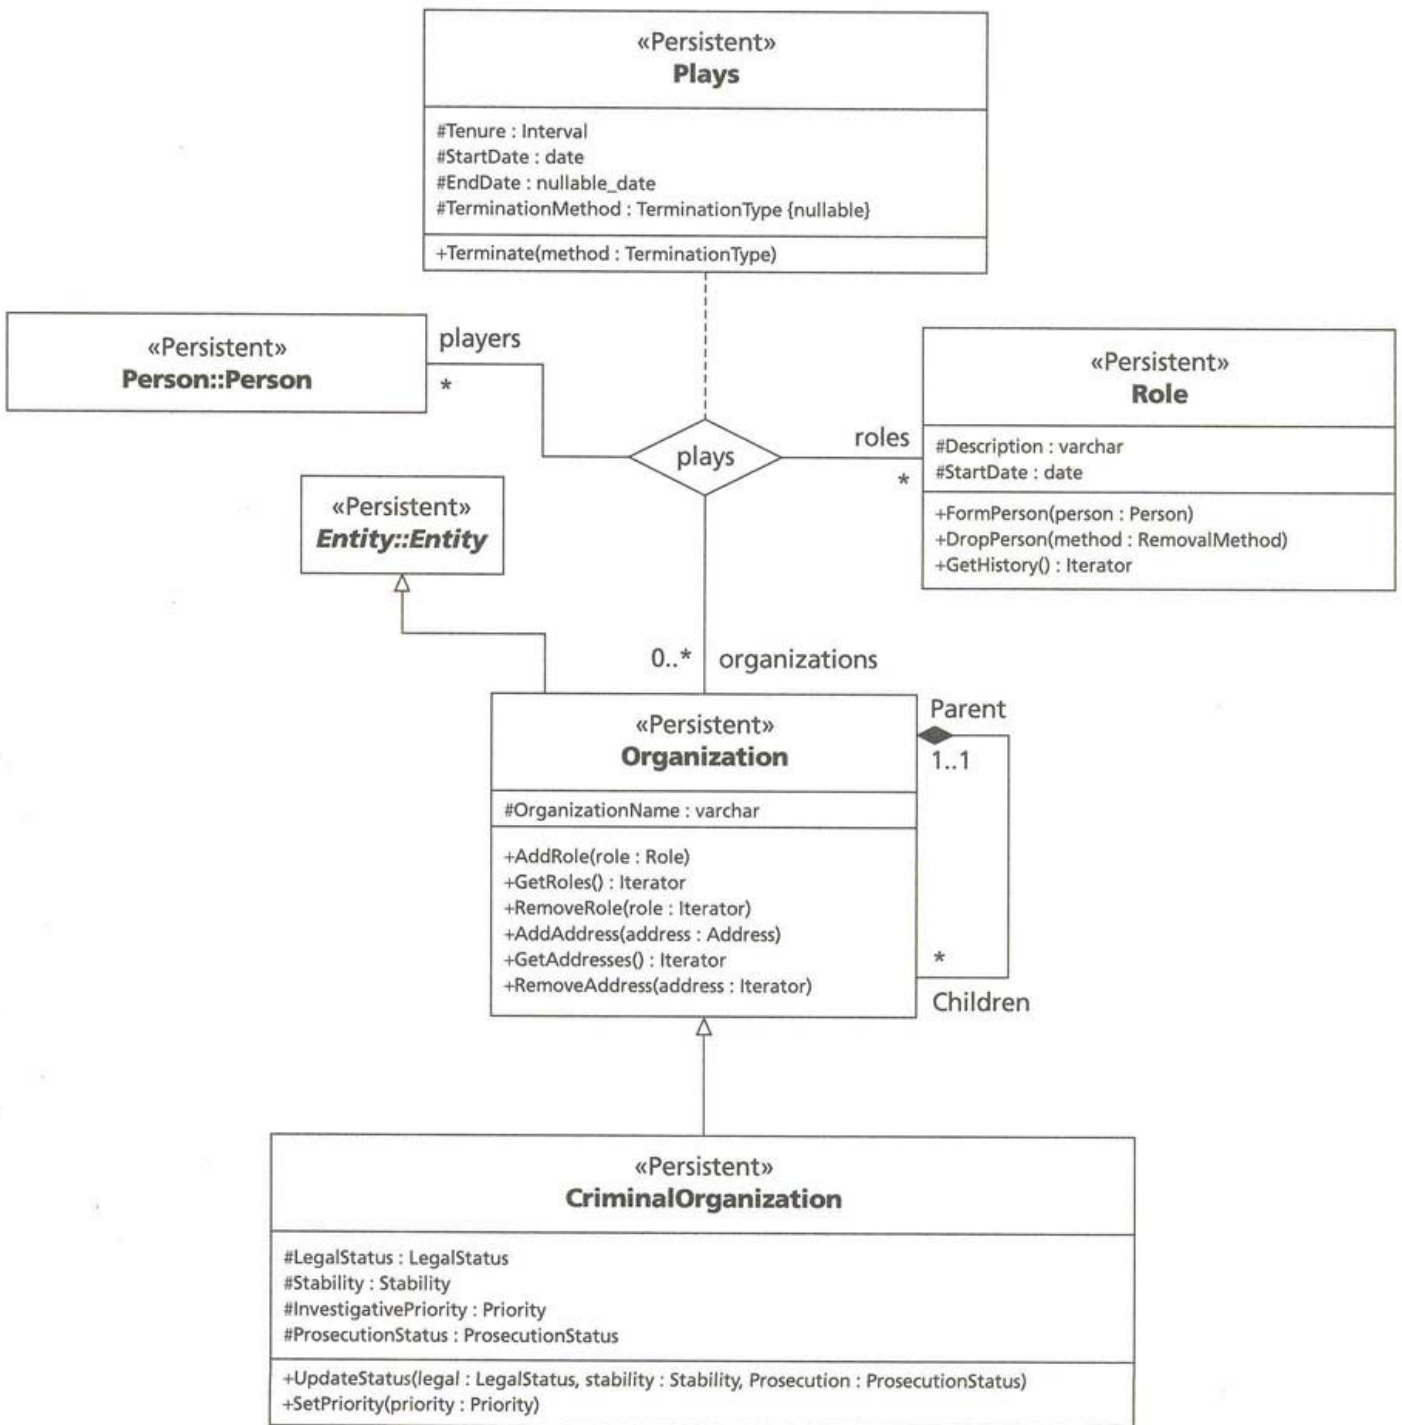 «Persistent»
Plays
#Tenure : Interval
#StartDate : date
#EndDate : nullable_date
#TerminationMethod : TerminationType {nullable}
+Terminate(method : TerminationType)
«Persistent»
Person::Person
players
*
plays
roles
*
«Persistent»
Role
#Description : varchar
#StartDate : date
+FormPerson(person : Person)
+DropPerson(method : RemovalMethod)
+GetHistory() : Iterator
«Persistent»
Entity::Entity
0..* organizations
«Persistent»
Organization
#OrganizationName : varchar
+AddRole(role : Role)
+GetRoles() : Iterator
+RemoveRole(role : Iterator)
+AddAddress(address : Address)
+GetAddresses() : Iterator
+RemoveAddress(address : Iterator)
Parent
1..1
*
Children
«Persistent»
CriminalOrganization
#LegalStatus : LegalStatus
#Stability : Stability
#InvestigativePriority : Priority
#ProsecutionStatus : ProsecutionStatus
+UpdateStatus(legal : LegalStatus, stability : Stability, Prosecution : ProsecutionStatus)
+SetPriority(priority : Priority)